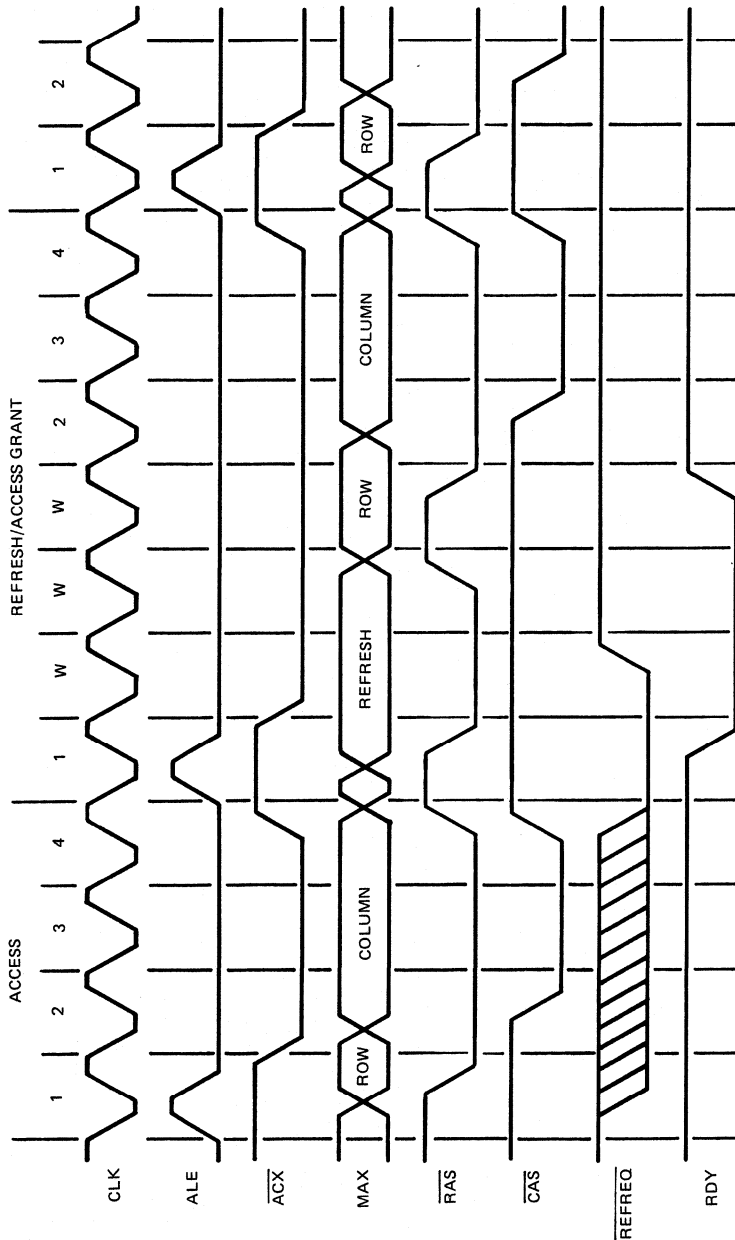 ACCESS
REFRESH/ACCESS GRANT
1 2 3 4 1 W W W 2 3 4 1 2
CLK
ALE
ACX
MAX
ROW COLUMN REFRESH ROW COLUMN ROW
RAS
CAS
REFREQ
RDY